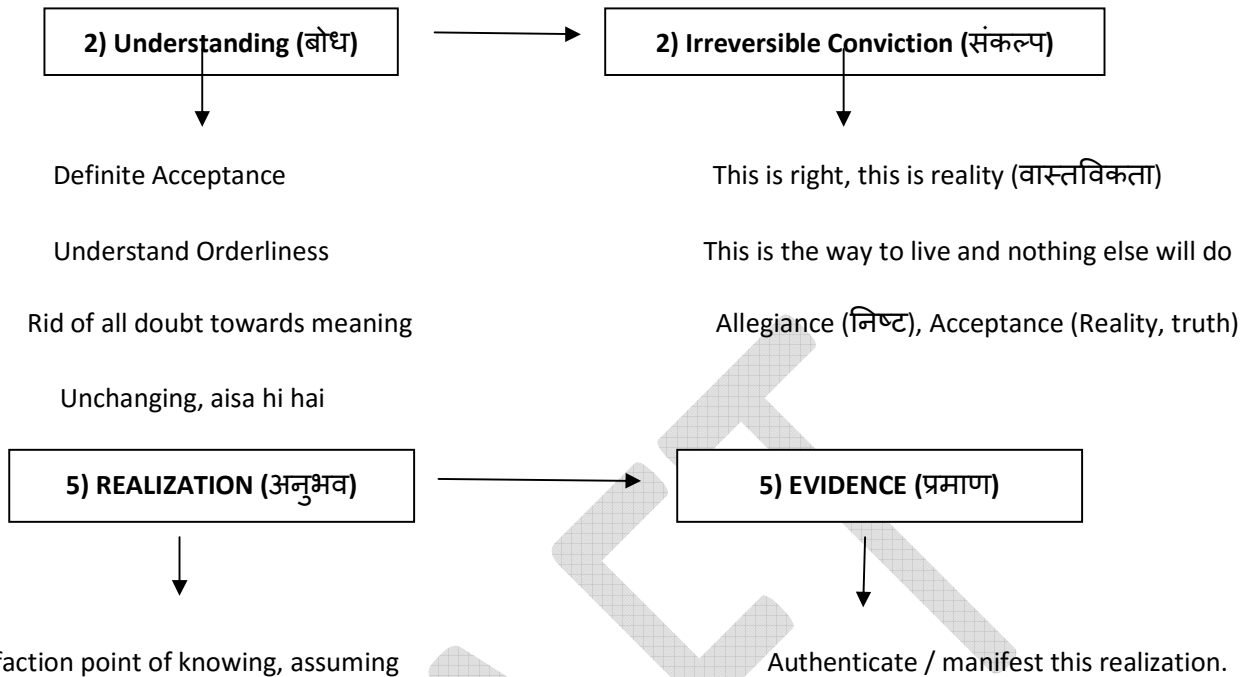 2) Understanding (बोध) 2) Irreversible Conviction (संकल्प)
Definite Acceptance This is right, this is reality (वास्तविकता)
Understand Orderliness This is the way to live and nothing else will do
Rid of all doubt towards meaning Allegiance (निष्ट), Acceptance (Reality, truth)
Unchanging, aisa hi hai
5) REALIZATION (अनुभव) 5) EVIDENCE (प्रमाण)
point of knowing, assuming Authenticate / manifest this realization.